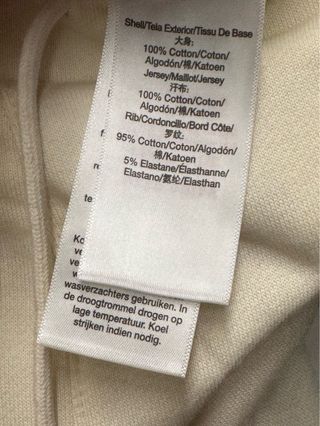 Shell/Tela Exterior/Tissu De Base
大身:
100% Cotton/Coton/
Algodón/棉/Katoen
Jersey/Maillot/Jersey
汗布:
100% Cotton/Coton/
Algodón/棉/Katoen
Rib/Cordoncillo/Bord Côte/
罗纹:
95% Cotton/Coton/Algodón/
棉/Katoen
5% Elastane/Élasthanne/
Elastano/氨纶/Elasthan
wasverzachters gebruiken. In
de droogtrommel drogen op
lage temperatuur. Koel
strijken indien nodig.